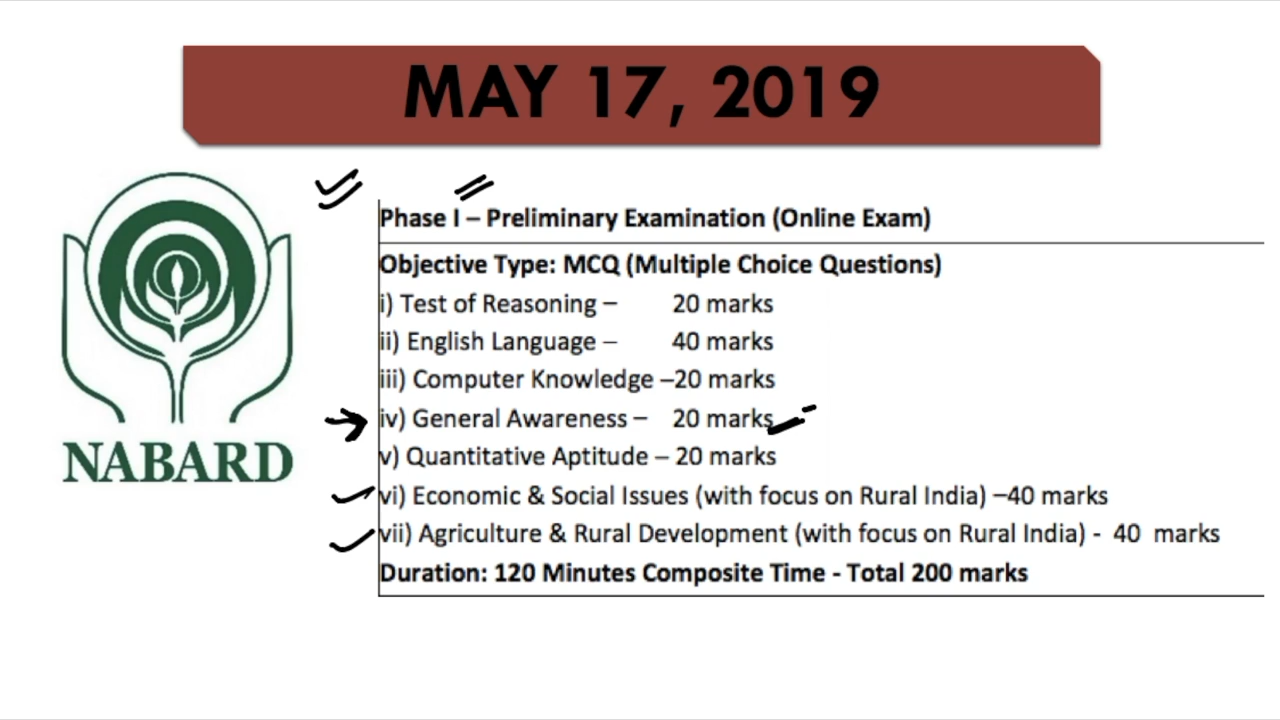 MAY 17, 2019
NABARD
Phase I – Preliminary Examination (Online Exam)
Objective Type: MCQ (Multiple Choice Questions)
i) Test of Reasoning – 20 marks
ii) English Language – 40 marks
iii) Computer Knowledge –20 marks
iv) General Awareness – 20 marks
v) Quantitative Aptitude – 20 marks
vi) Economic & Social Issues (with focus on Rural India) –40 marks
vii) Agriculture & Rural Development (with focus on Rural India) - 40 marks
Duration: 120 Minutes Composite Time - Total 200 marks